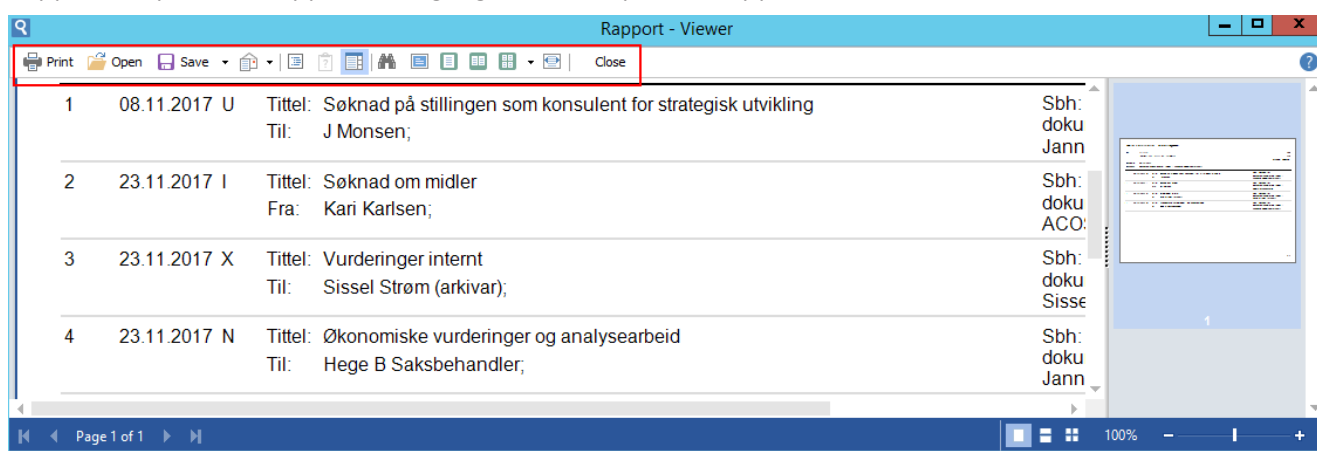 Rapport - Viewer
Print Open Save Close
1 08.11.2017 U Tittel: Søknad på stillingen som konsulent for strategisk utvikling Sbh:
Til: J Monsen; doku
Jann
2 23.11.2017 I Tittel: Søknad om midler Sbh:
Fra: Kari Karlsen; doku
ACO
3 23.11.2017 X Tittel: Vurderinger internt Sbh:
Til: Sissel Strøm (arkivar); doku
Sisse
4 23.11.2017 N Tittel: Økonomiske vurderinger og analysearbeid Sbh:
Til: Hege B Saksbehandler; doku
Jann
1
Page 1 of 1 100%